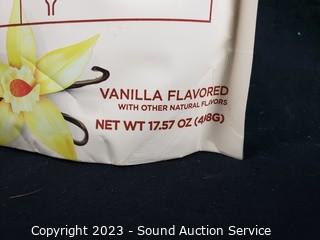 VANILLA FLAVORED
WITH OTHER NATURAL FLAVORS
NET WT 17.57 OZ (498G)
Copyright 2023 - Sound Auction Service